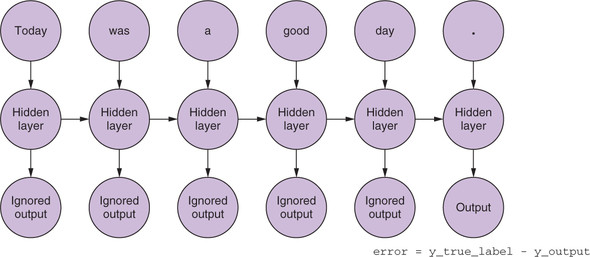 Today was a good day .
Hidden layer Hidden layer Hidden layer Hidden layer Hidden layer Hidden layer
Ignored output Ignored output Ignored output Ignored output Ignored output Output
error = y_true_label - y_output